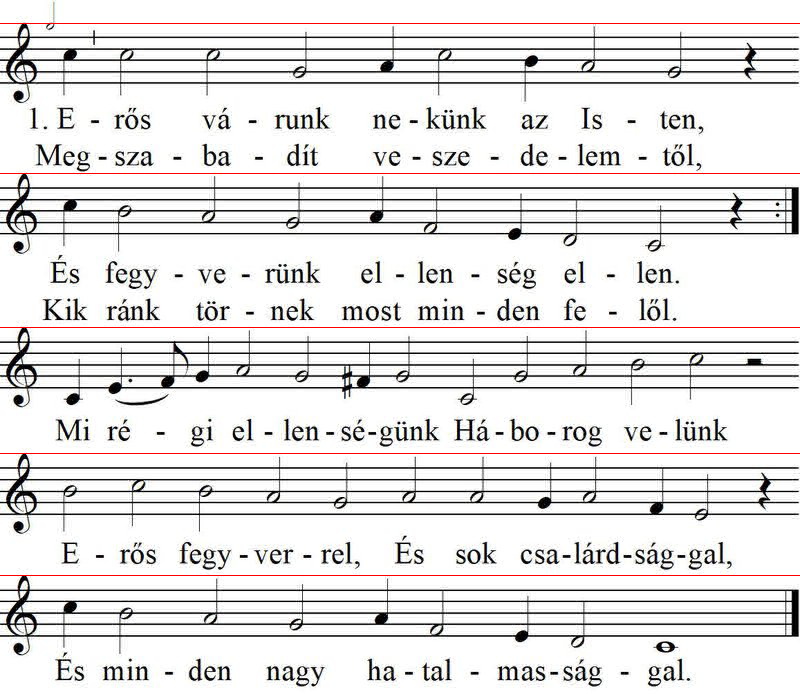 1. E - rős vá - runk ne - künk az Is - ten,
Meg - sza - ba - dít ve - sze - de - lem - től,
És fegy - ve - rünk el - len - ség el - len.
Kik ránk tör - nek most min - den fe - lől.
Mi ré - gi el - len - sé - günk Há - bo - rog ve - lünk
E - rős fegy - ver - rel, És sok csa - lárd - ság - gal,
És min - den nagy ha - tal - mas - ság - gal.